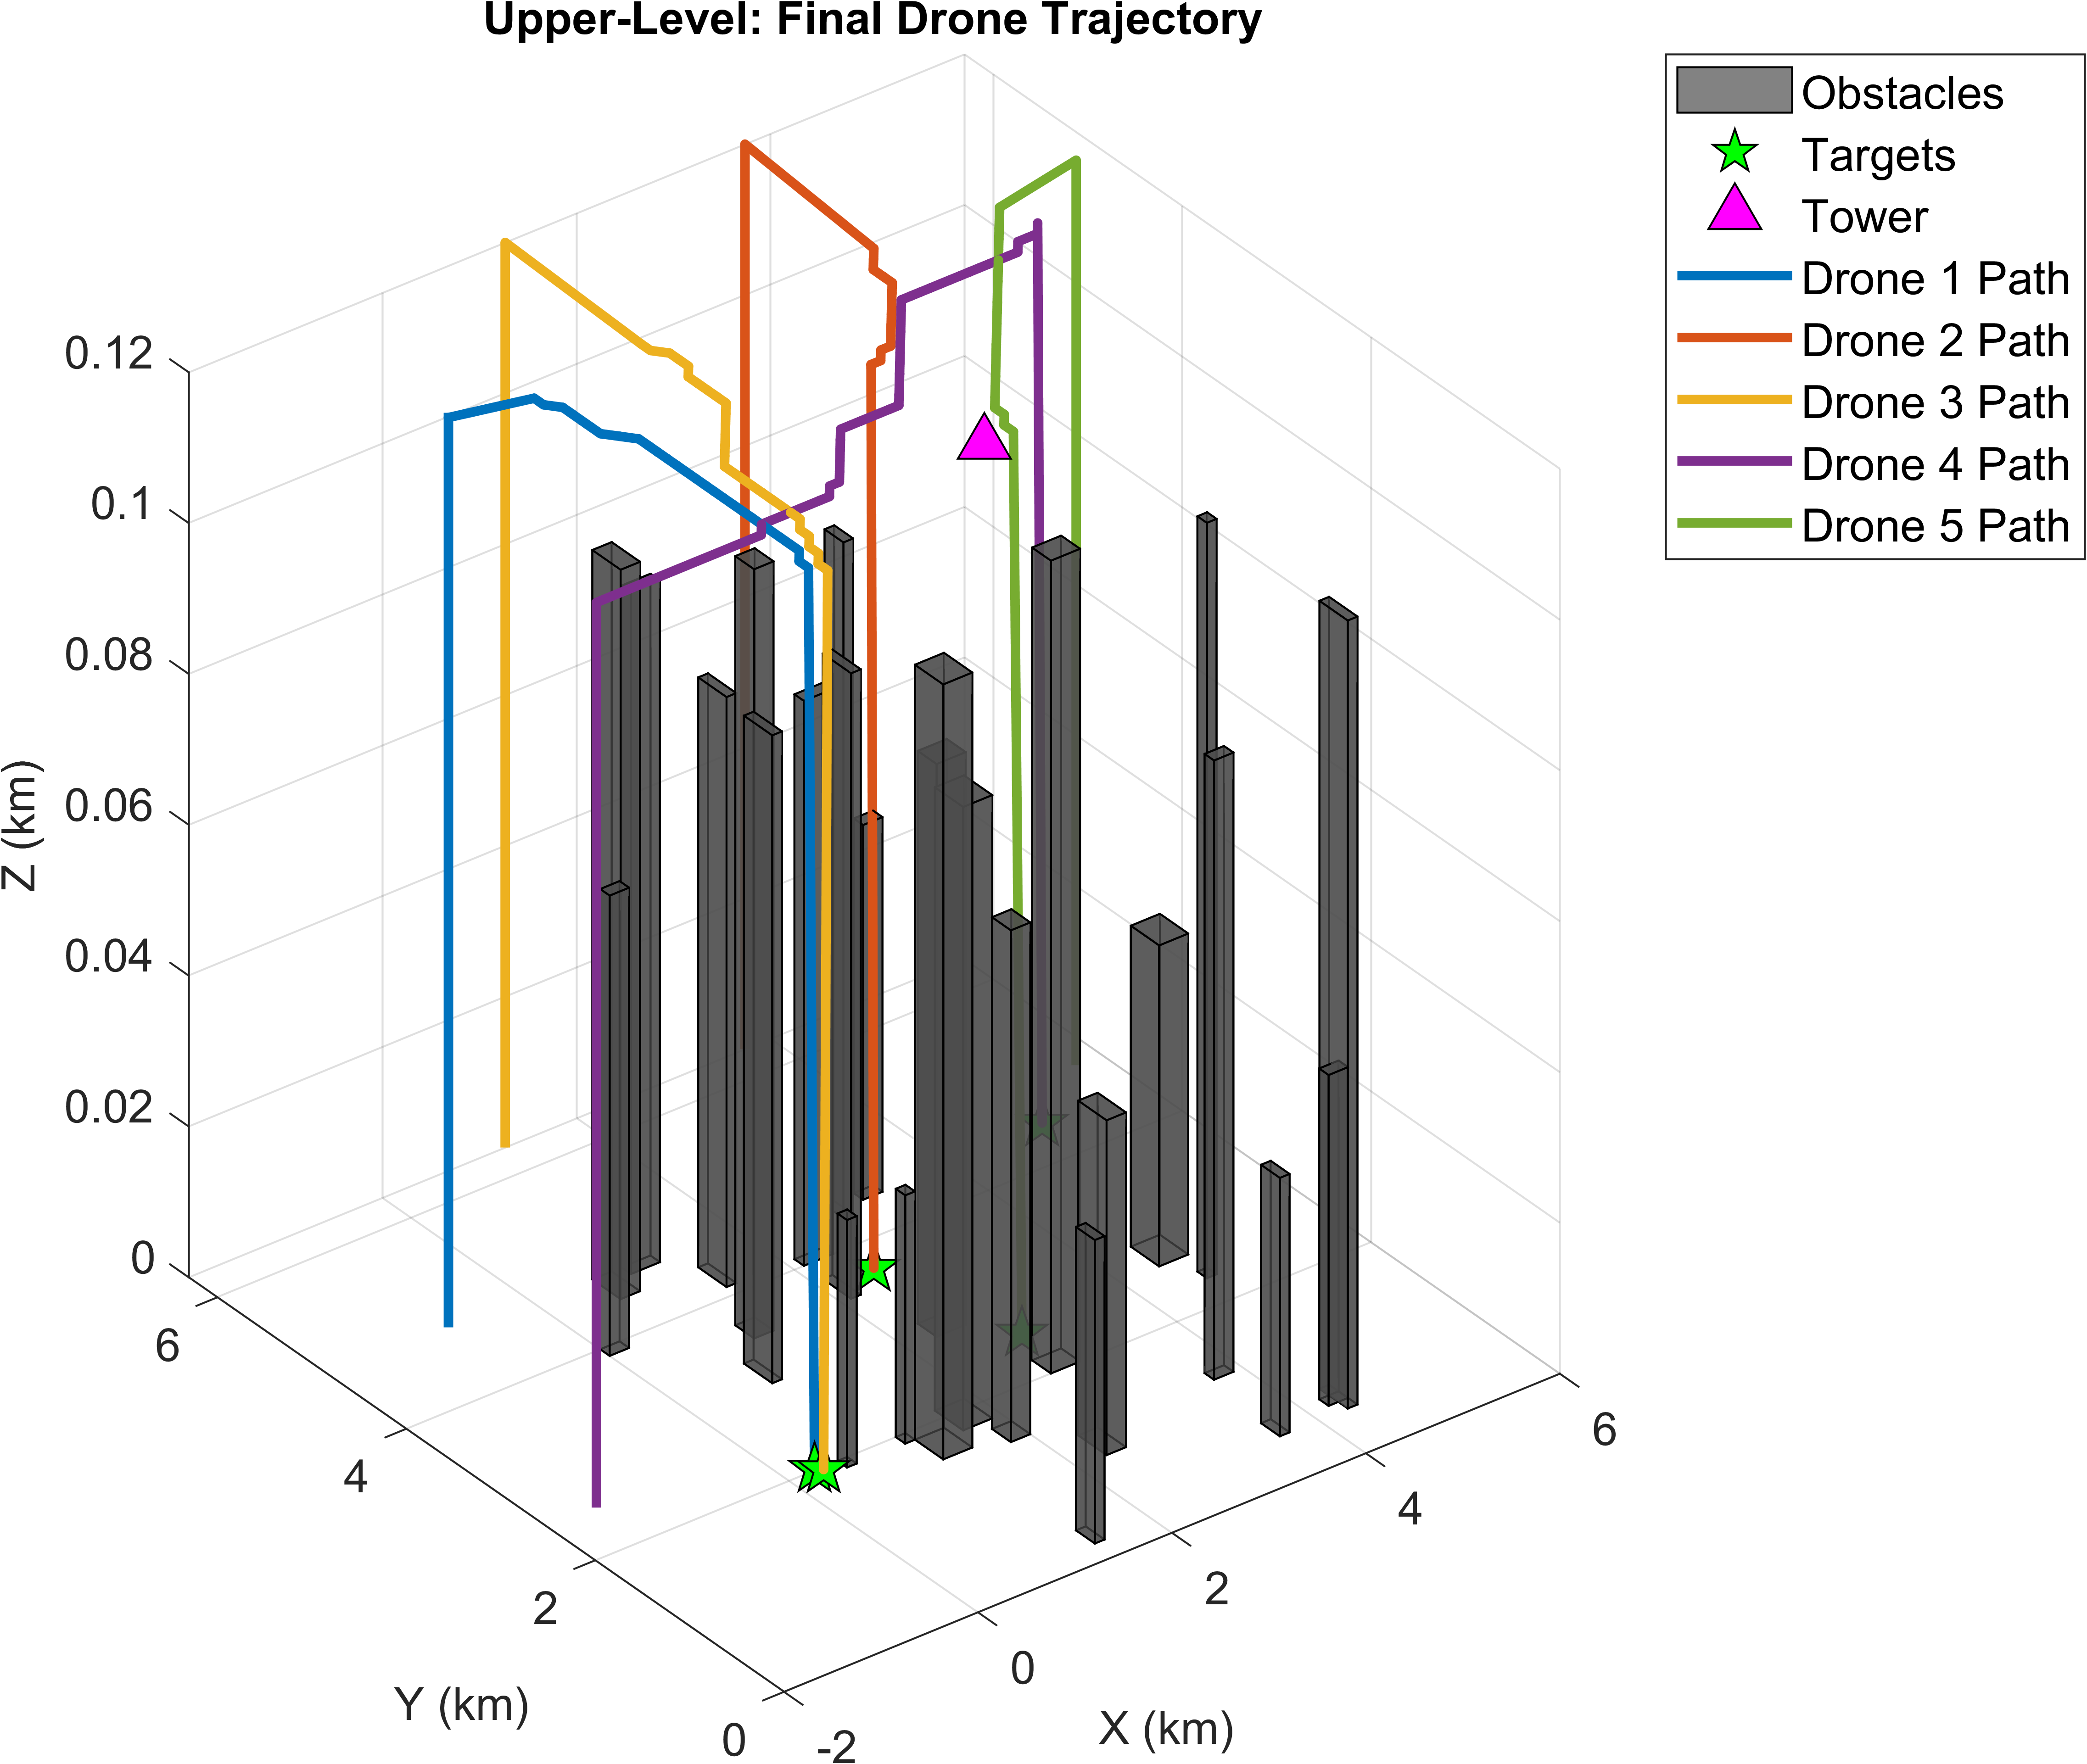 Upper-Level: Final Drone Trajectory
Obstacles
Targets
Tower
Drone 1 Path
Drone 2 Path
Drone 3 Path
Drone 4 Path
Drone 5 Path
0.12
0.1
0.08
0.06
0.04
0.02
0
Z (km)
6
4
2
0
Y (km)
-2
0
2
4
6
X (km)